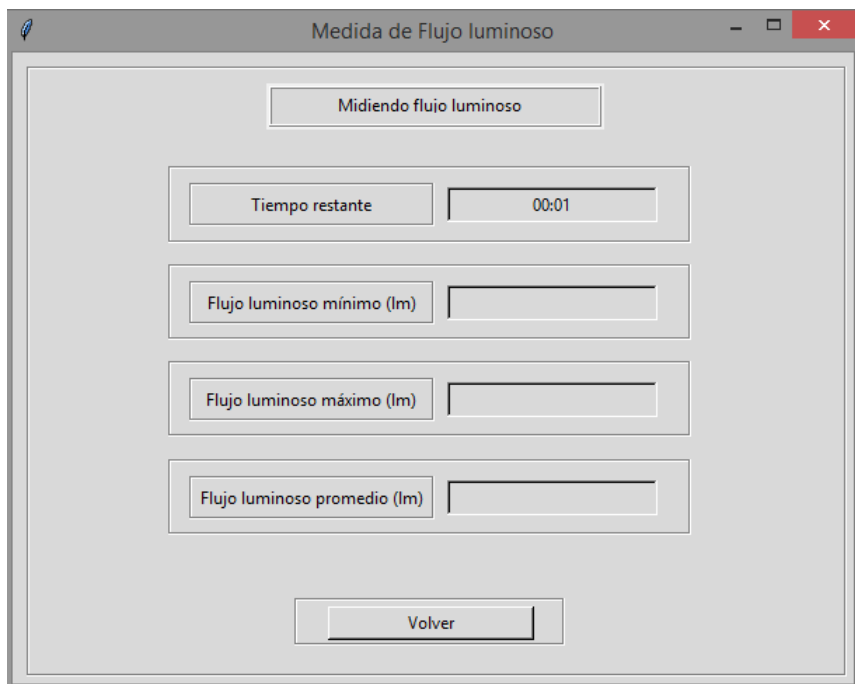 Medida de Flujo luminoso
Midiendo flujo luminoso
Tiempo restante 00:01
Flujo luminoso mínimo (lm)
Flujo luminoso máximo (lm)
Flujo luminoso promedio (lm)
Volver